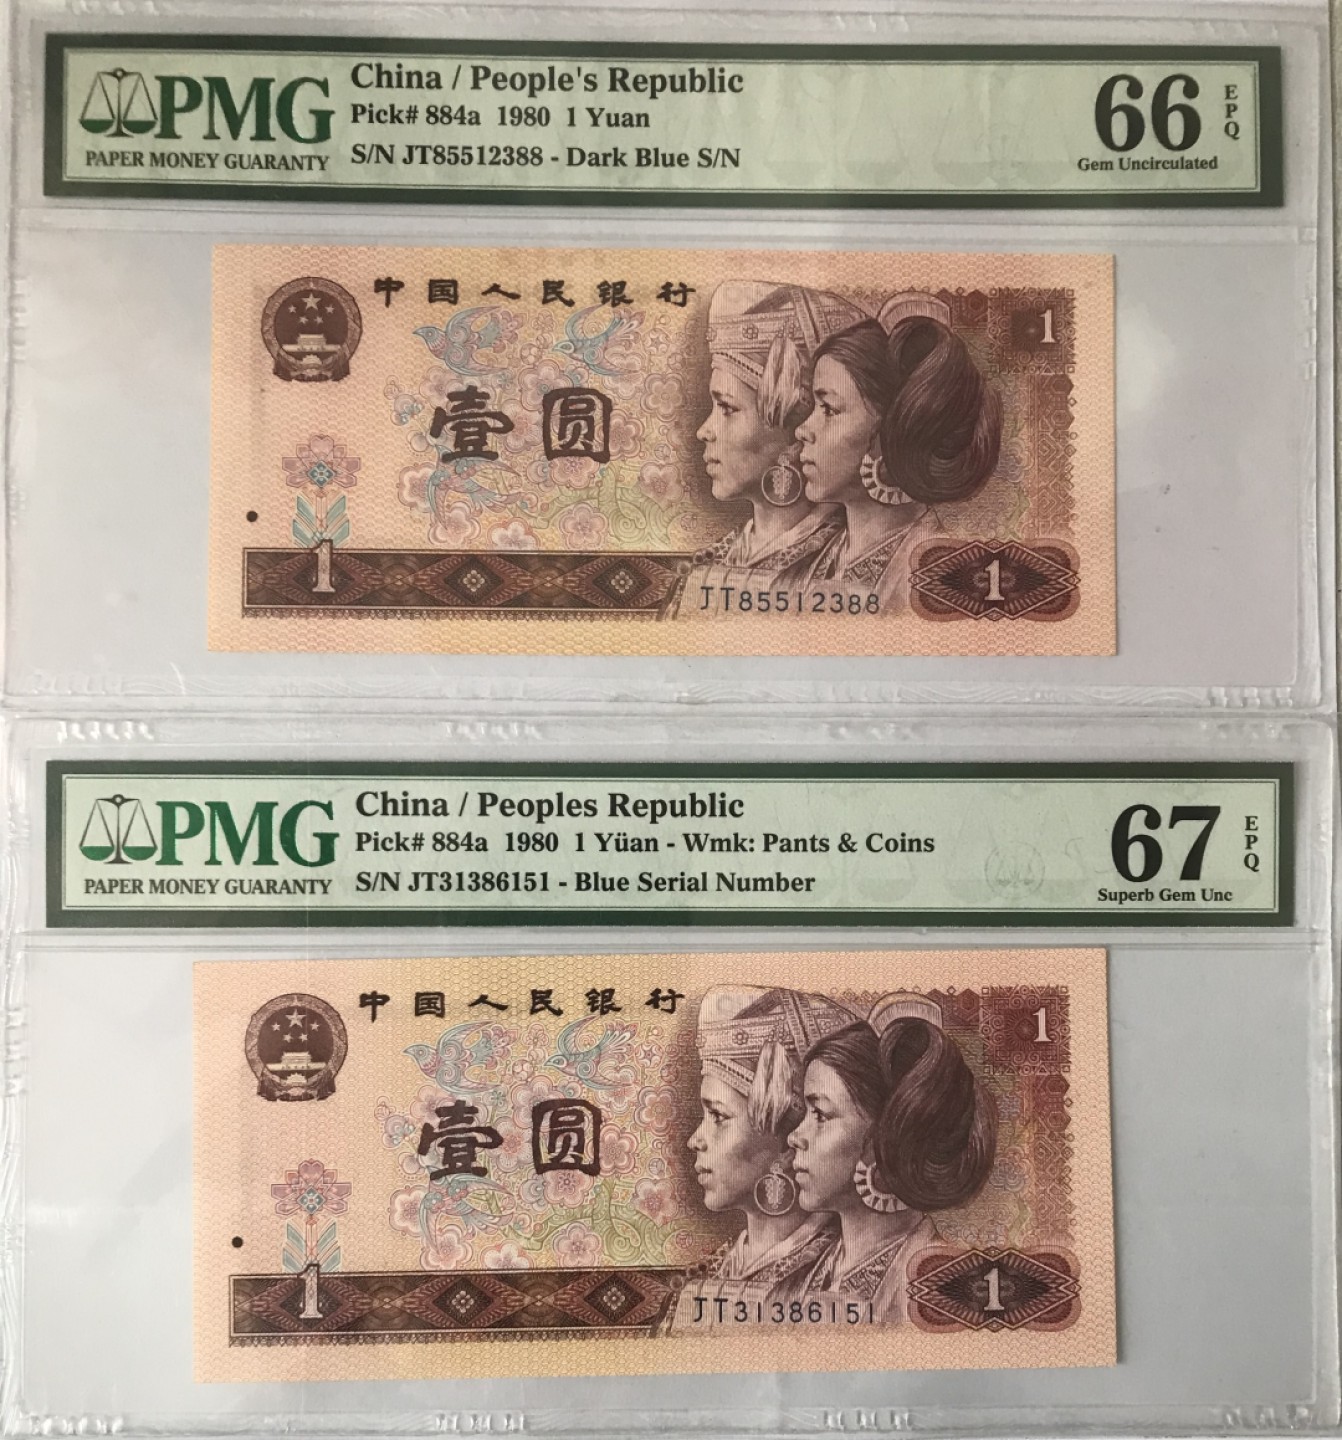 PMG
PAPER MONEY GUARANTY
China / People's Republic
Pick# 884a 1980 1 Yuan
S/N JT85512388 - Dark Blue S/N
66
EPQ
Gem Uncirculated
中国人民银行
1
壹圆
1
JT85512388
1
PMG
PAPER MONEY GUARANTY
China / Peoples Republic
Pick# 884a 1980 1 Yüan - Wmk: Pants & Coins
S/N JT31386151 - Blue Serial Number
67
EPQ
Superb Gem Unc
中国人民银行
1
壹圆
1
JT31386151
1